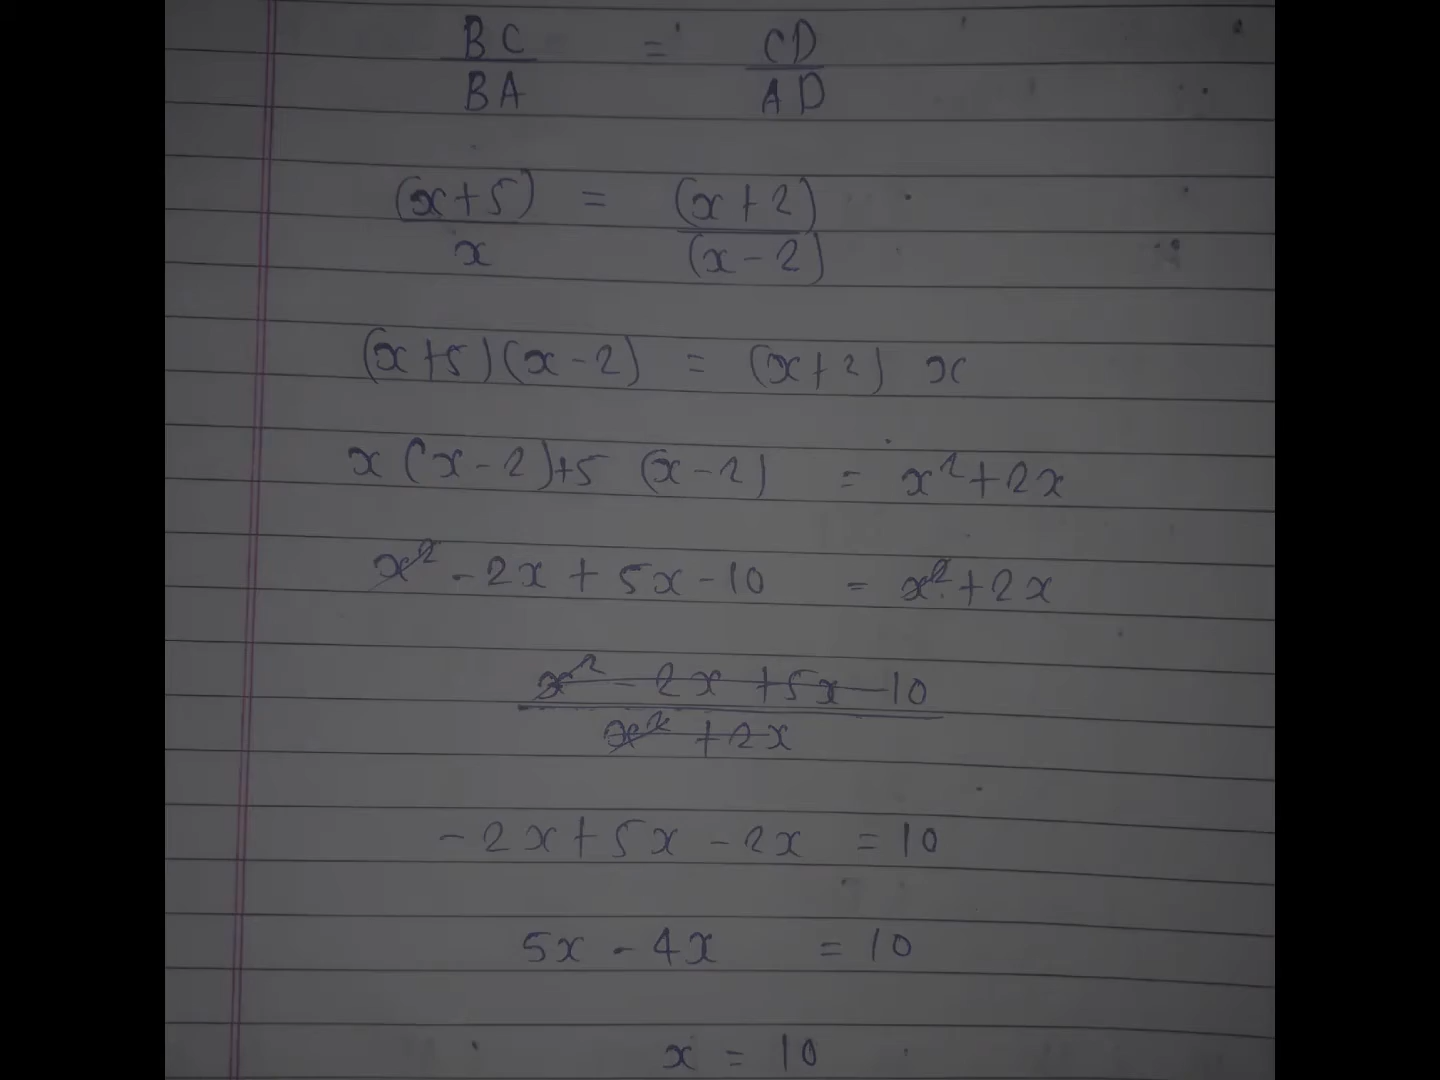 BC/BA = CD/AD
(x+5)/x = (x+2)/(x-2)
(x+5)(x-2) = (x+2) x
x(x-2)+5 (x-2) = x²+2x
x² - 2x + 5x - 10 = x² + 2x
x² - 2x + 5x - 10/x² + 2x
-2x + 5x - 2x = 10
5x - 4x = 10
x = 10